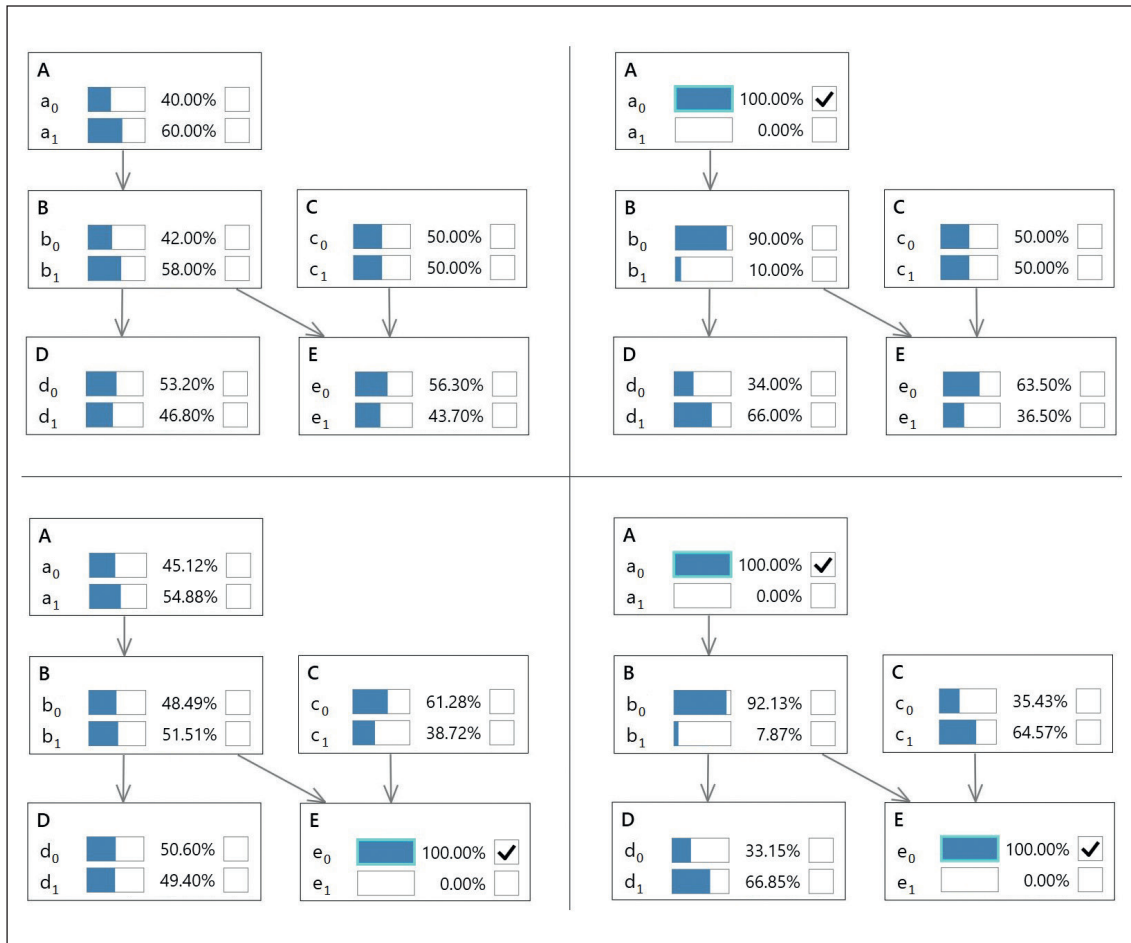 A
a0 40.00%
a1 60.00%
B
b0 42.00%
b1 58.00%
C
c0 50.00%
c1 50.00%
D
d0 53.20%
d1 46.80%
E
e0 56.30%
e1 43.70%
A
a0 100.00%
a1 0.00%
B
b0 90.00%
b1 10.00%
C
c0 50.00%
c1 50.00%
D
d0 34.00%
d1 66.00%
E
e0 63.50%
e1 36.50%
A
a0 45.12%
a1 54.88%
B
b0 48.49%
b1 51.51%
C
c0 61.28%
c1 38.72%
D
d0 50.60%
d1 49.40%
E
e0 100.00%
e1 0.00%
A
a0 100.00%
a1 0.00%
B
b0 92.13%
b1 7.87%
C
c0 35.43%
c1 64.57%
D
d0 33.15%
d1 66.85%
E
e0 100.00%
e1 0.00%